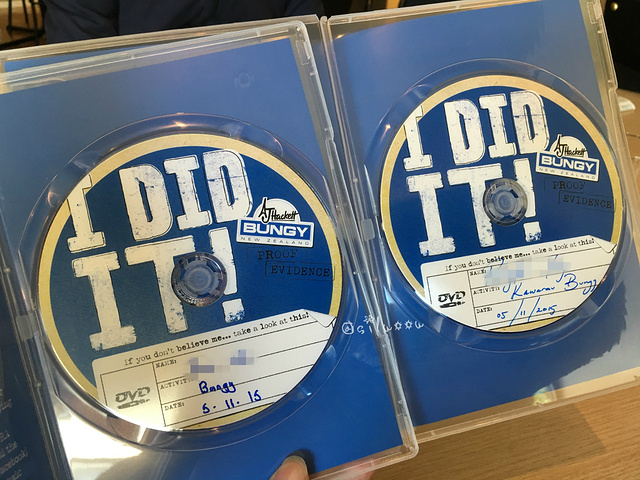 I DID
IT!
AJ Hackett
BUNGY
NEW ZEALAND
PROOF
EVIDENCE
If you don't believe me... take a look at this!
NAME:
ACTIVITY: Bungy
DATE: 5.11.15
DVD
I DID
IT!
AJ Hackett
BUNGY
NEW ZEALAND
PROOF
EVIDENCE
If you don't believe me... take a look at this!
NAME:
ACTIVITY: Kawarau Bungy
DATE: 05/11/2015
DVD